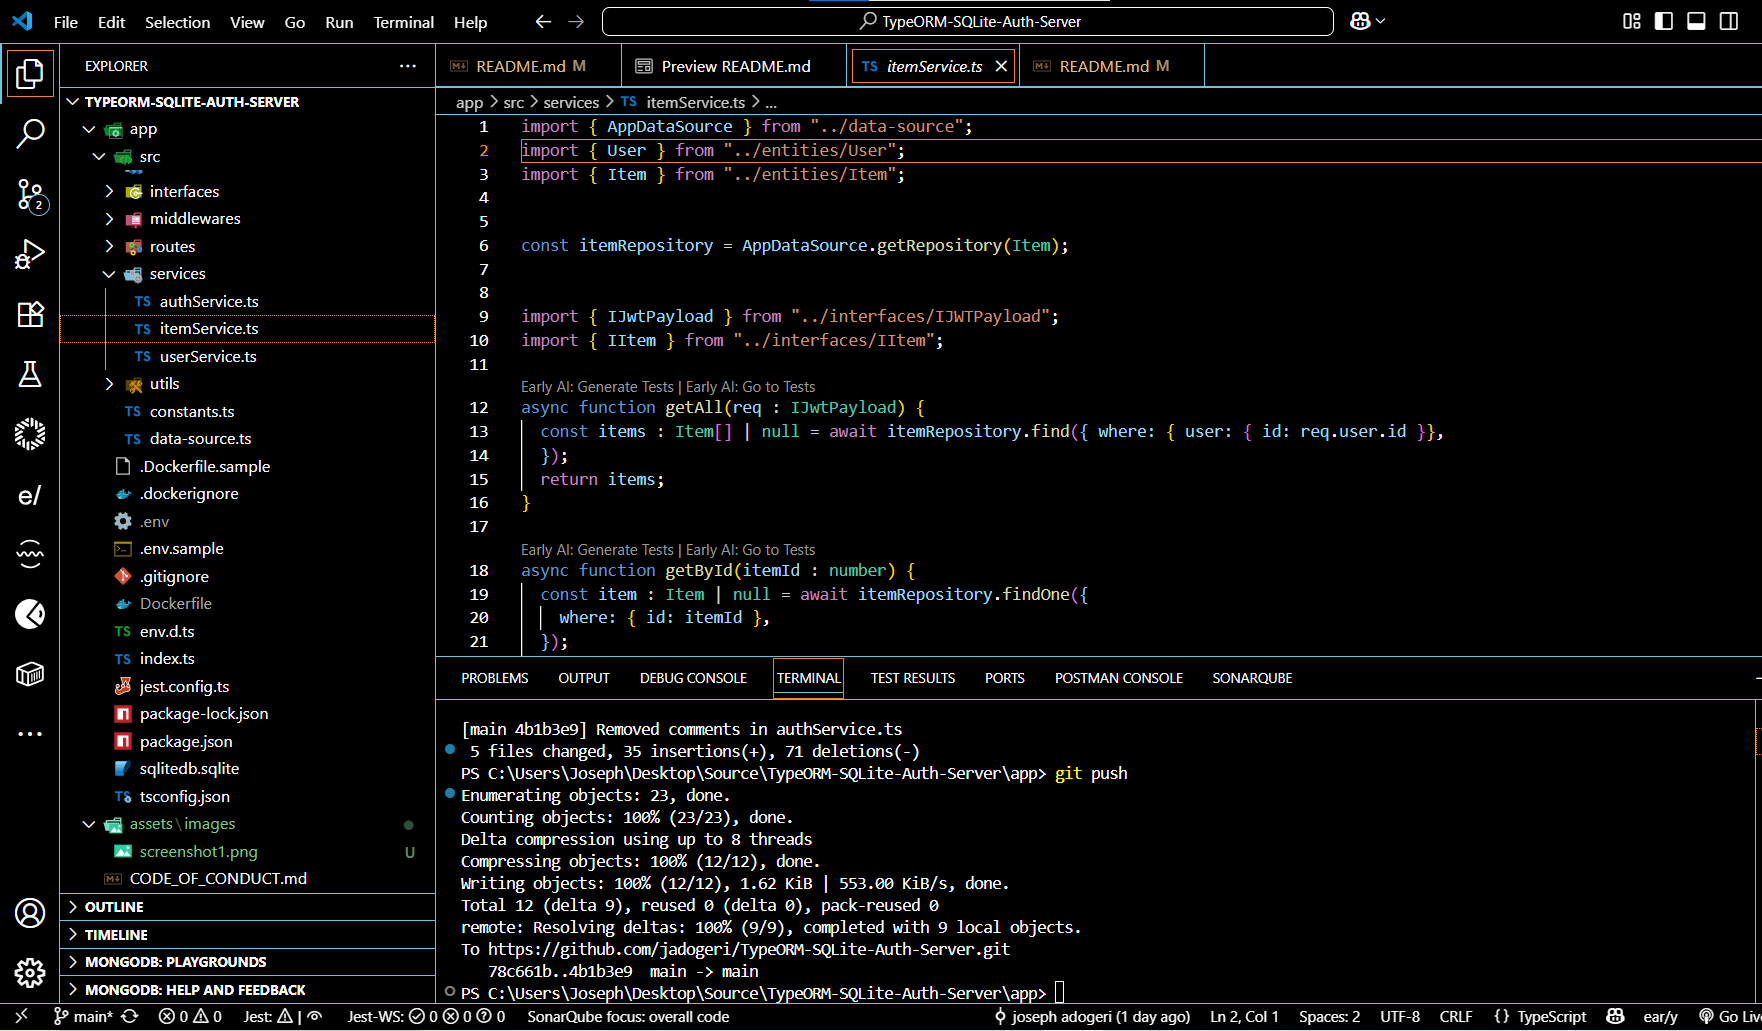 File Edit Selection View Go Run Terminal Help
TypeORM-SQLite-Auth-Server
EXPLORER
TYPEORM-SQLITE-AUTH-SERVER
app
src
interfaces
middlewares
routes
services
TS authService.ts
TS itemService.ts
TS userService.ts
utils
TS constants.ts
TS data-source.ts
.Dockerfile.sample
.dockerignore
.env
.env.sample
.gitignore
Dockerfile
TS env.d.ts
TS index.ts
jest.config.ts
package-lock.json
package.json
sqlitedb.sqlite
TS tsconfig.json
assets\images
screenshot1.png U
CODE_OF_CONDUCT.md
OUTLINE
TIMELINE
MONGODB: PLAYGROUNDS
MONGODB: HELP AND FEEDBACK
2
e/
README.md M
Preview README.md
TS itemService.ts
README.md M
app > src > services > TS itemService.ts > ...
1 import { AppDataSource } from "../data-source";
2 import { User } from "../entities/User";
3 import { Item } from "../entities/Item";
4
5
6 const itemRepository = AppDataSource.getRepository(Item);
7
8
9 import { IJwtPayload } from "../interfaces/IJWTPayload";
10 import { IItem } from "../interfaces/IItem";
11
Early AI: Generate Tests | Early AI: Go to Tests
12 async function getAll(req : IJwtPayload) {
13 const items : Item[] | null = await itemRepository.find({ where: { user: { id: req.user.id }},
14 });
15 return items;
16 }
17
Early AI: Generate Tests | Early AI: Go to Tests
18 async function getById(itemId : number) {
19 const item : Item | null = await itemRepository.findOne({
20 where: { id: itemId },
21 });
PROBLEMS OUTPUT DEBUG CONSOLE TERMINAL TEST RESULTS PORTS POSTMAN CONSOLE SONARQUBE
[main 4b1b3e9] Removed comments in authService.ts
5 files changed, 35 insertions(+), 71 deletions(-)
PS C:\Users\Joseph\Desktop\Source\TypeORM-SQLite-Auth-Server\app> git push
Enumerating objects: 23, done.
Counting objects: 100% (23/23), done.
Delta compression using up to 8 threads
Compressing objects: 100% (12/12), done.
Writing objects: 100% (12/12), 1.62 KiB | 553.00 KiB/s, done.
Total 12 (delta 9), reused 0 (delta 0), pack-reused 0
remote: Resolving deltas: 100% (9/9), completed with 9 local objects.
To https://github.com/jadogeri/TypeORM-SQLite-Auth-Server.git
78c661b..4b1b3e9 main -> main
PS C:\Users\Joseph\Desktop\Source\TypeORM-SQLite-Auth-Server\app>
main* 0 0 Jest: | Jest-WS: 0 0 0 SonarQube focus: overall code joseph adogeri (1 day ago) Ln 2, Col 1 Spaces: 2 UTF-8 CRLF {} TypeScript ear/y Go Liv